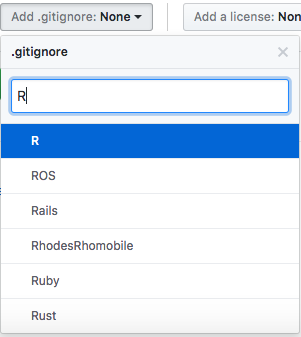 Add .gitignore: None Add a license: Non
.gitignore
R
R
ROS
Rails
RhodesRhomobile
Ruby
Rust